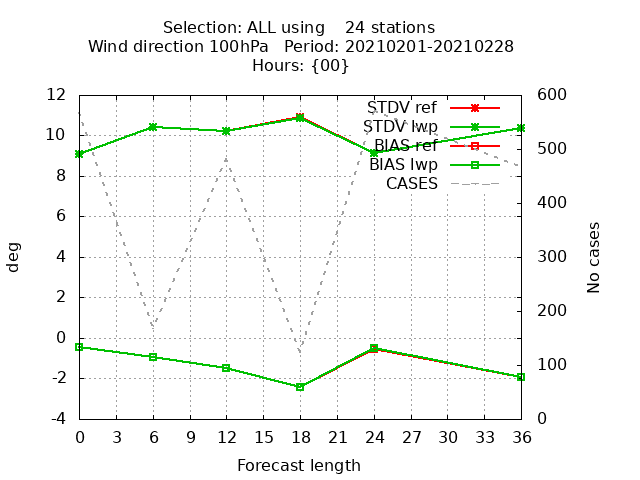 Selection: ALL using    24 stations
Wind direction 100hPa   Period: 20210201-20210228
Hours: {00}
12
10
8
6
4
2
0
-2
-4
deg
600
500
400
300
200
100
0
No cases
STDV ref
STDV lwp
BIAS ref
BIAS lwp
CASES
0 3 6 9 12 15 18 21 24 27 30 33 36
Forecast length